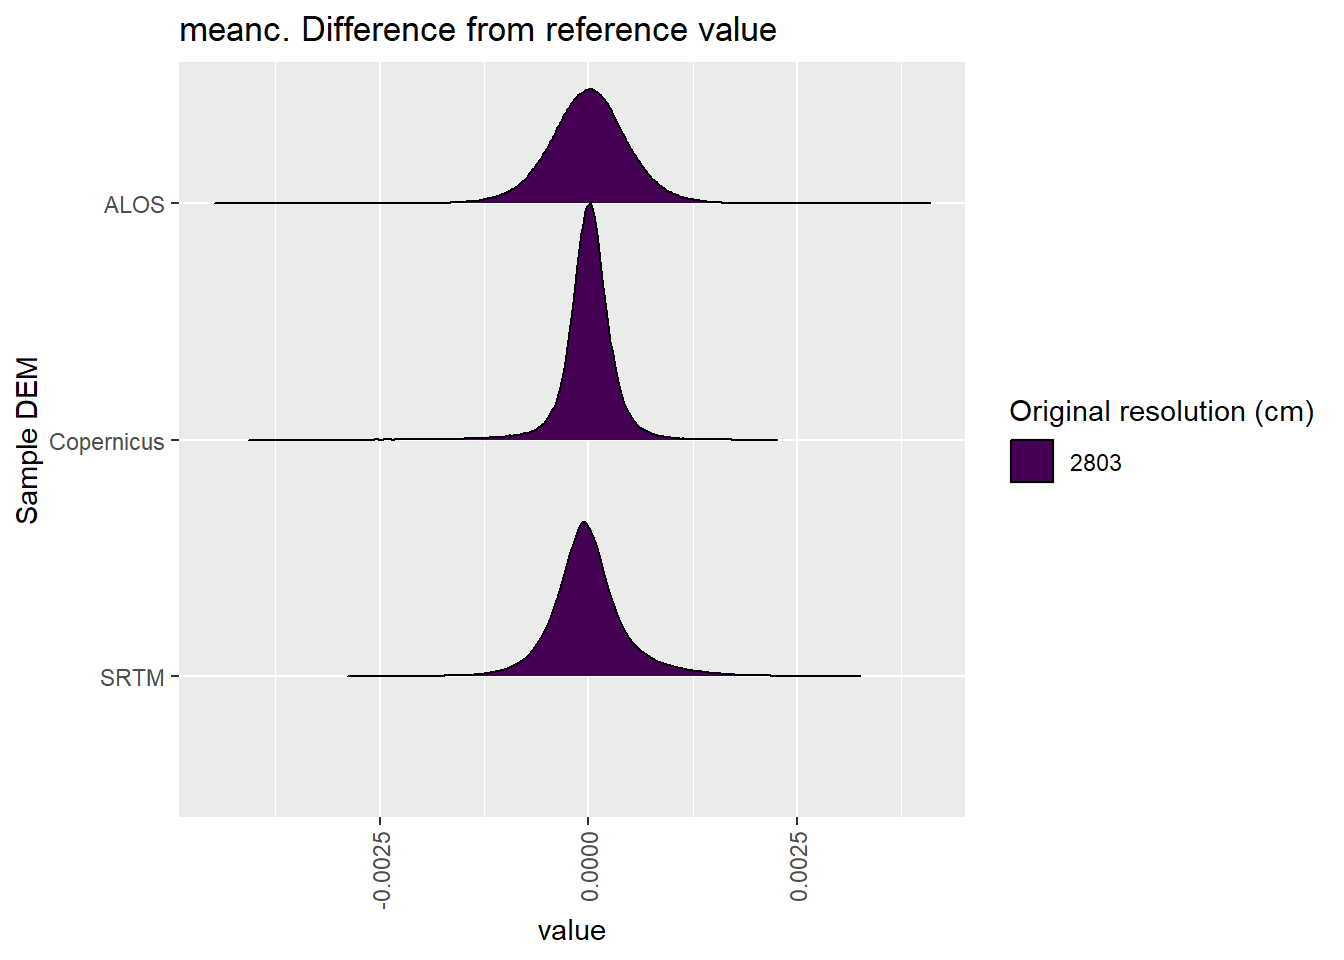 meanc. Difference from reference value
ALOS
Copernicus
SRTM
Sample DEM
-0.0025
0.0000
0.0025
value
Original resolution (cm)
2803